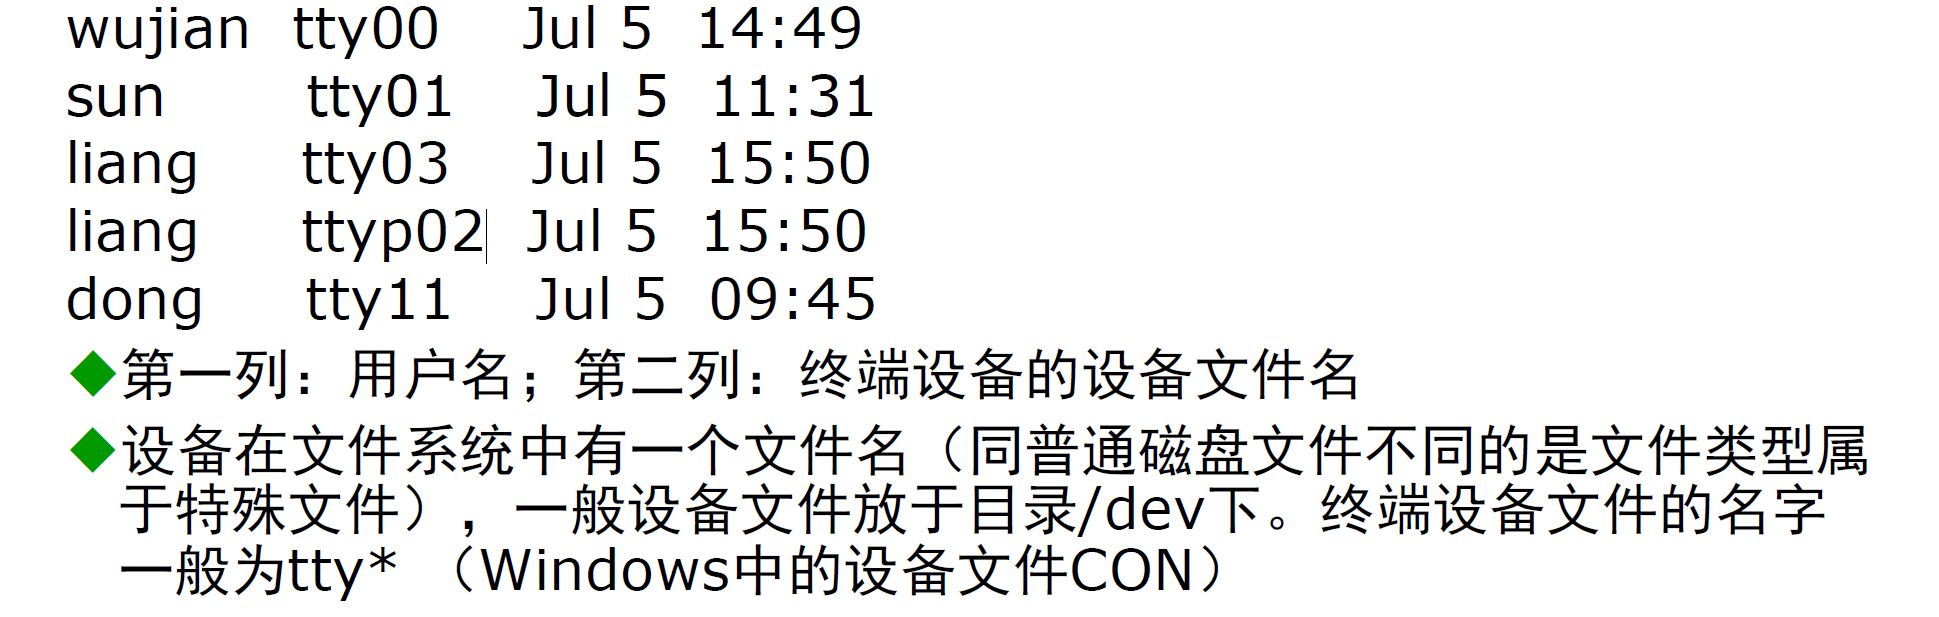 wujian tty00 Jul 5 14:49
sun tty01 Jul 5 11:31
liang tty03 Jul 5 15:50
liang ttyp02 Jul 5 15:50
dong tty11 Jul 5 09:45
◆第一列：用户名；第二列：终端设备的设备文件名
◆设备在文件系统中有一个文件名（同普通磁盘文件不同的是文件类型属
于特殊文件），一般设备文件放于目录/dev下。终端设备文件的名字
一般为tty* （Windows中的设备文件CON）